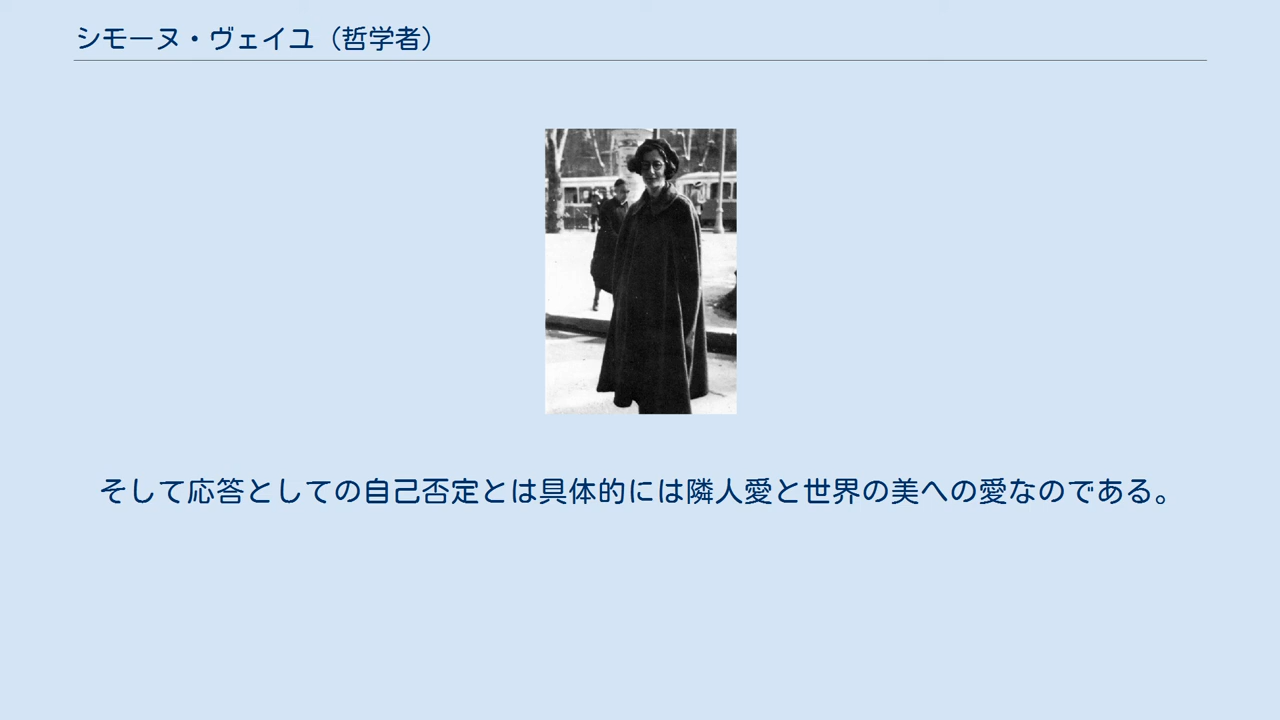 シモーヌ・ヴェイユ（哲学者）
そして応答としての自己否定とは具体的には隣人愛と世界の美への愛なのである。